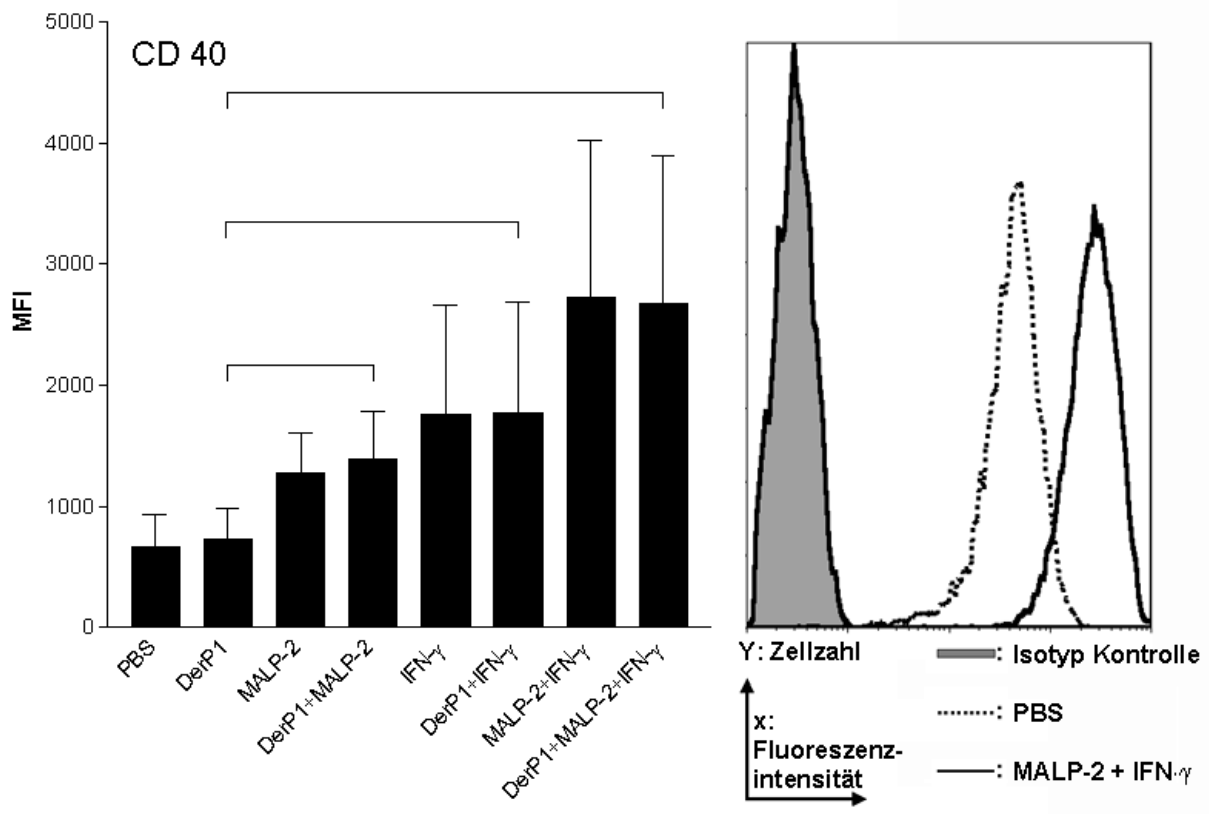 CD 40
5000
4000
3000
2000
1000
0
MFI
PBS
DerP1
MALP-2
DerP1+MALP-2
IFN-γ
DerP1+IFN-γ
MALP-2+IFN-γ
DerP1+MALP-2+IFN-γ
Y: Zellzahl
x:
Fluoreszenz-
intensität
: Isotyp Kontrolle
: PBS
: MALP-2 + IFN-γ